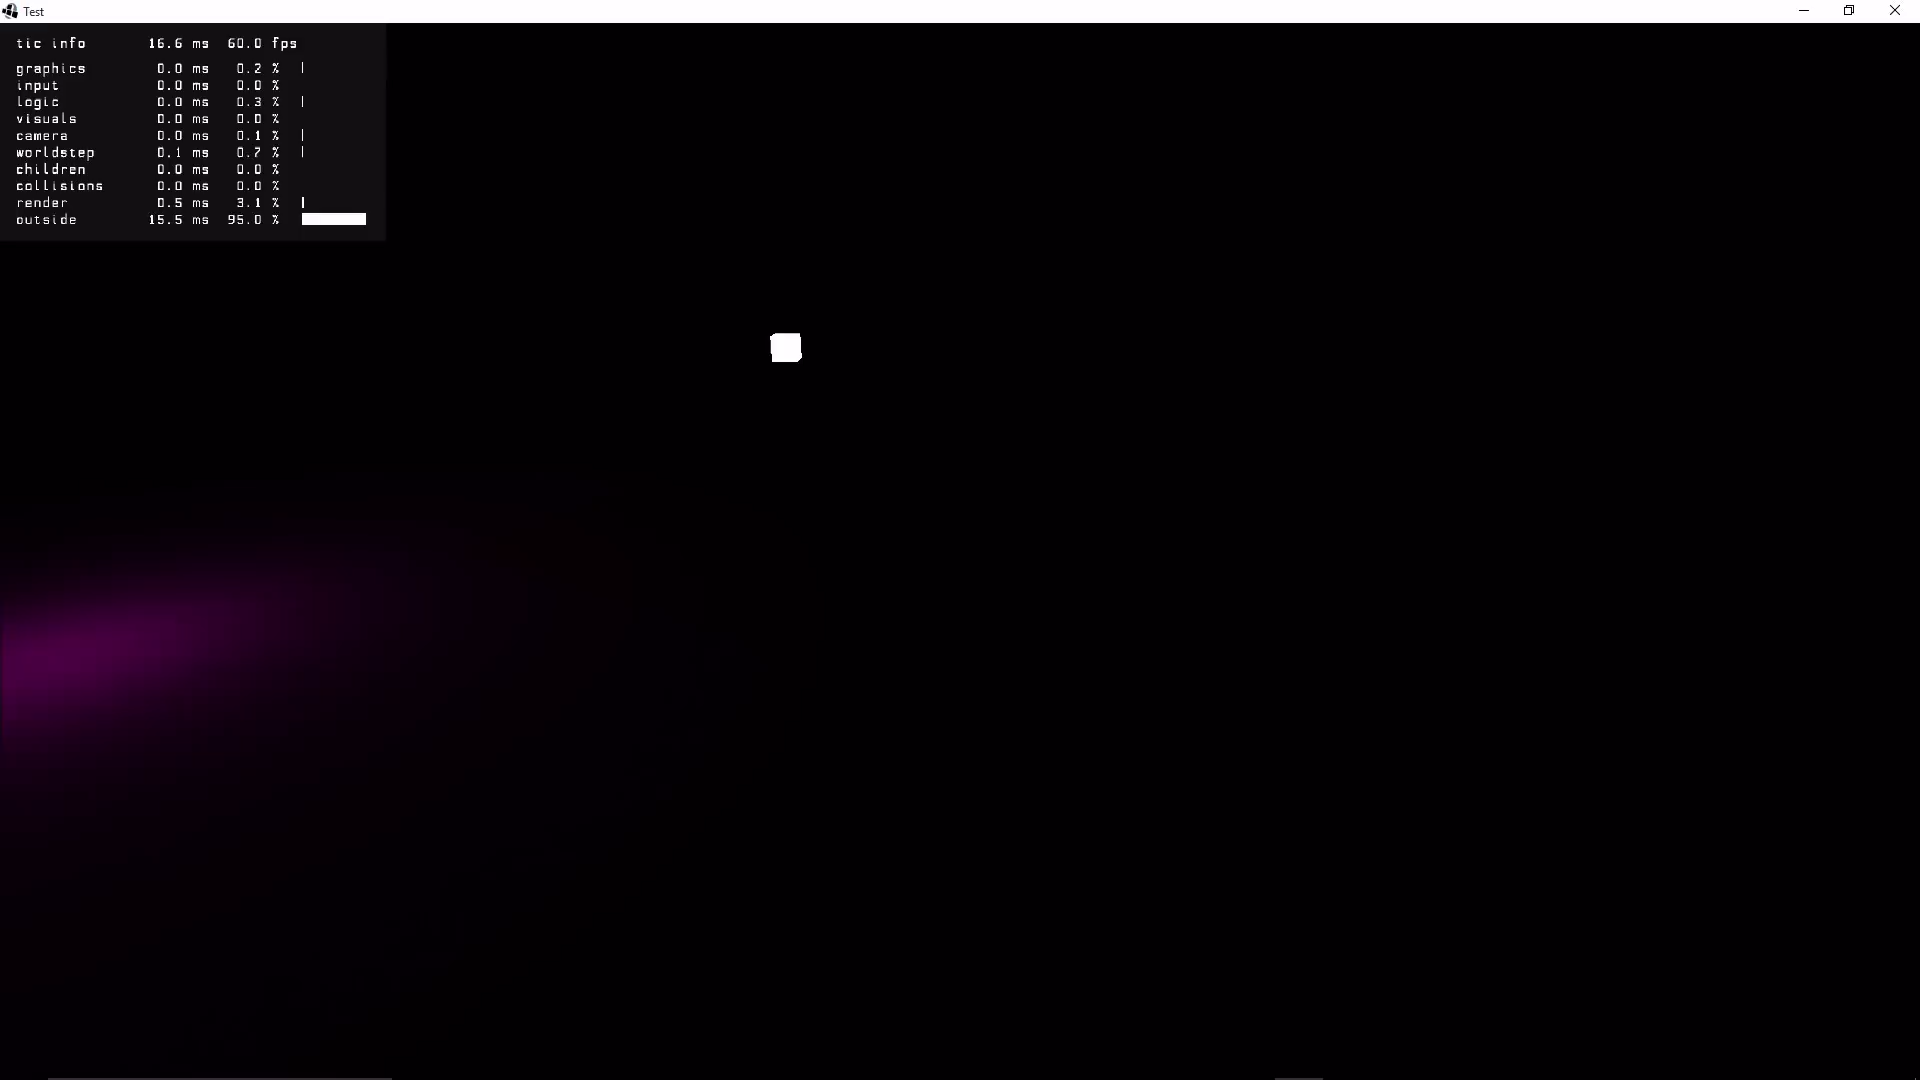 Test
tic info 16.6 ms 60.0 fps
graphics 0.0 ms 0.2 %
input 0.0 ms 0.0 %
logic 0.0 ms 0.3 %
visuals 0.0 ms 0.0 %
camera 0.0 ms 0.1 %
worldstep 0.1 ms 0.7 %
children 0.0 ms 0.0 %
collisions 0.0 ms 0.0 %
render 0.5 ms 3.1 %
outside 15.5 ms 95.0 %